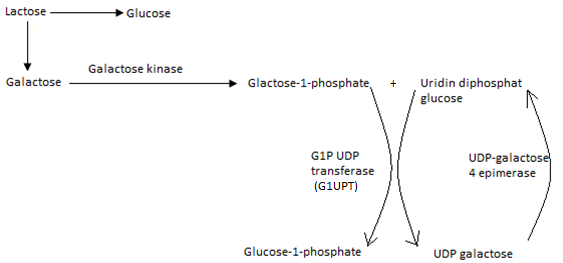 Lactose
Glucose
Galactose
Galactose kinase
Glactose-1-phosphate + Uridin diphosphat
glucose
G1P UDP
transferase
(G1UPT)
UDP-galactose
4 epimerase
Glucose-1-phosphate
UDP galactose